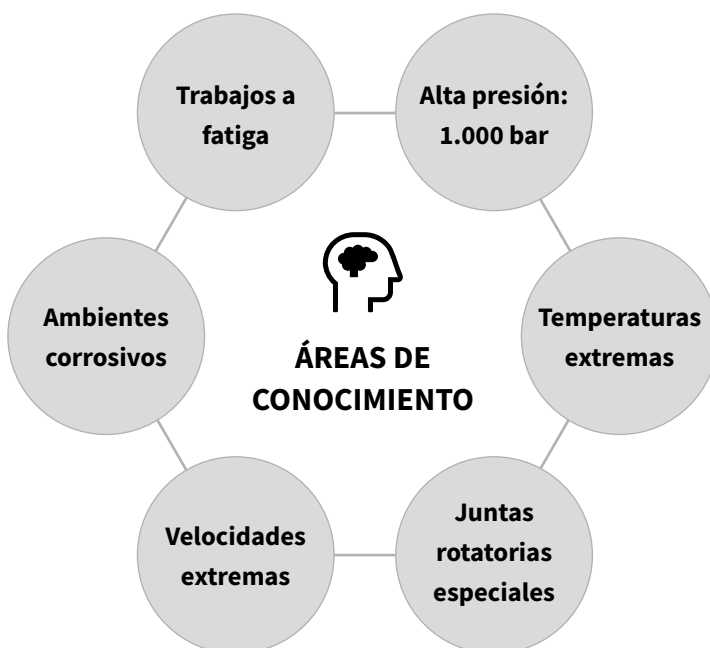 Trabajos a
fatiga
Alta presión:
1.000 bar
Ambientes
corrosivos
ÁREAS DE
CONOCIMIENTO
Temperaturas
extremas
Velocidades
extremas
Juntas
rotatorias
especiales